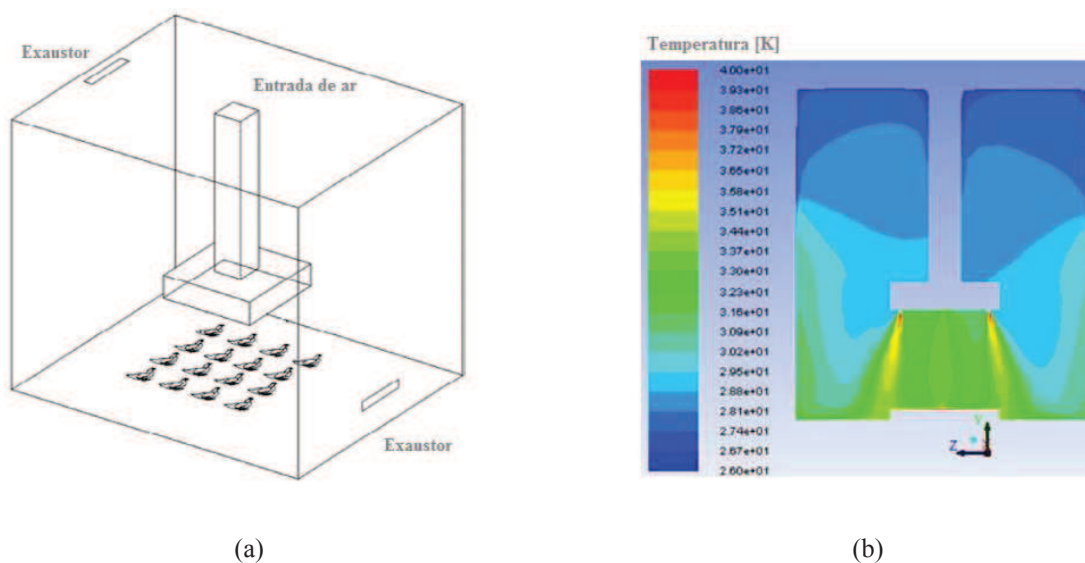 Exaustor
Entrada de ar
Exaustor
(a)
Temperatura [K]
4.00e+01
3.93e+01
3.86e+01
3.79e+01
3.72e+01
3.65e+01
3.58e+01
3.51e+01
3.44e+01
3.37e+01
3.30e+01
3.23e+01
3.16e+01
3.09e+01
3.02e+01
2.95e+01
2.88e+01
2.81e+01
2.74e+01
2.67e+01
2.60e+01
Y
Z
(b)